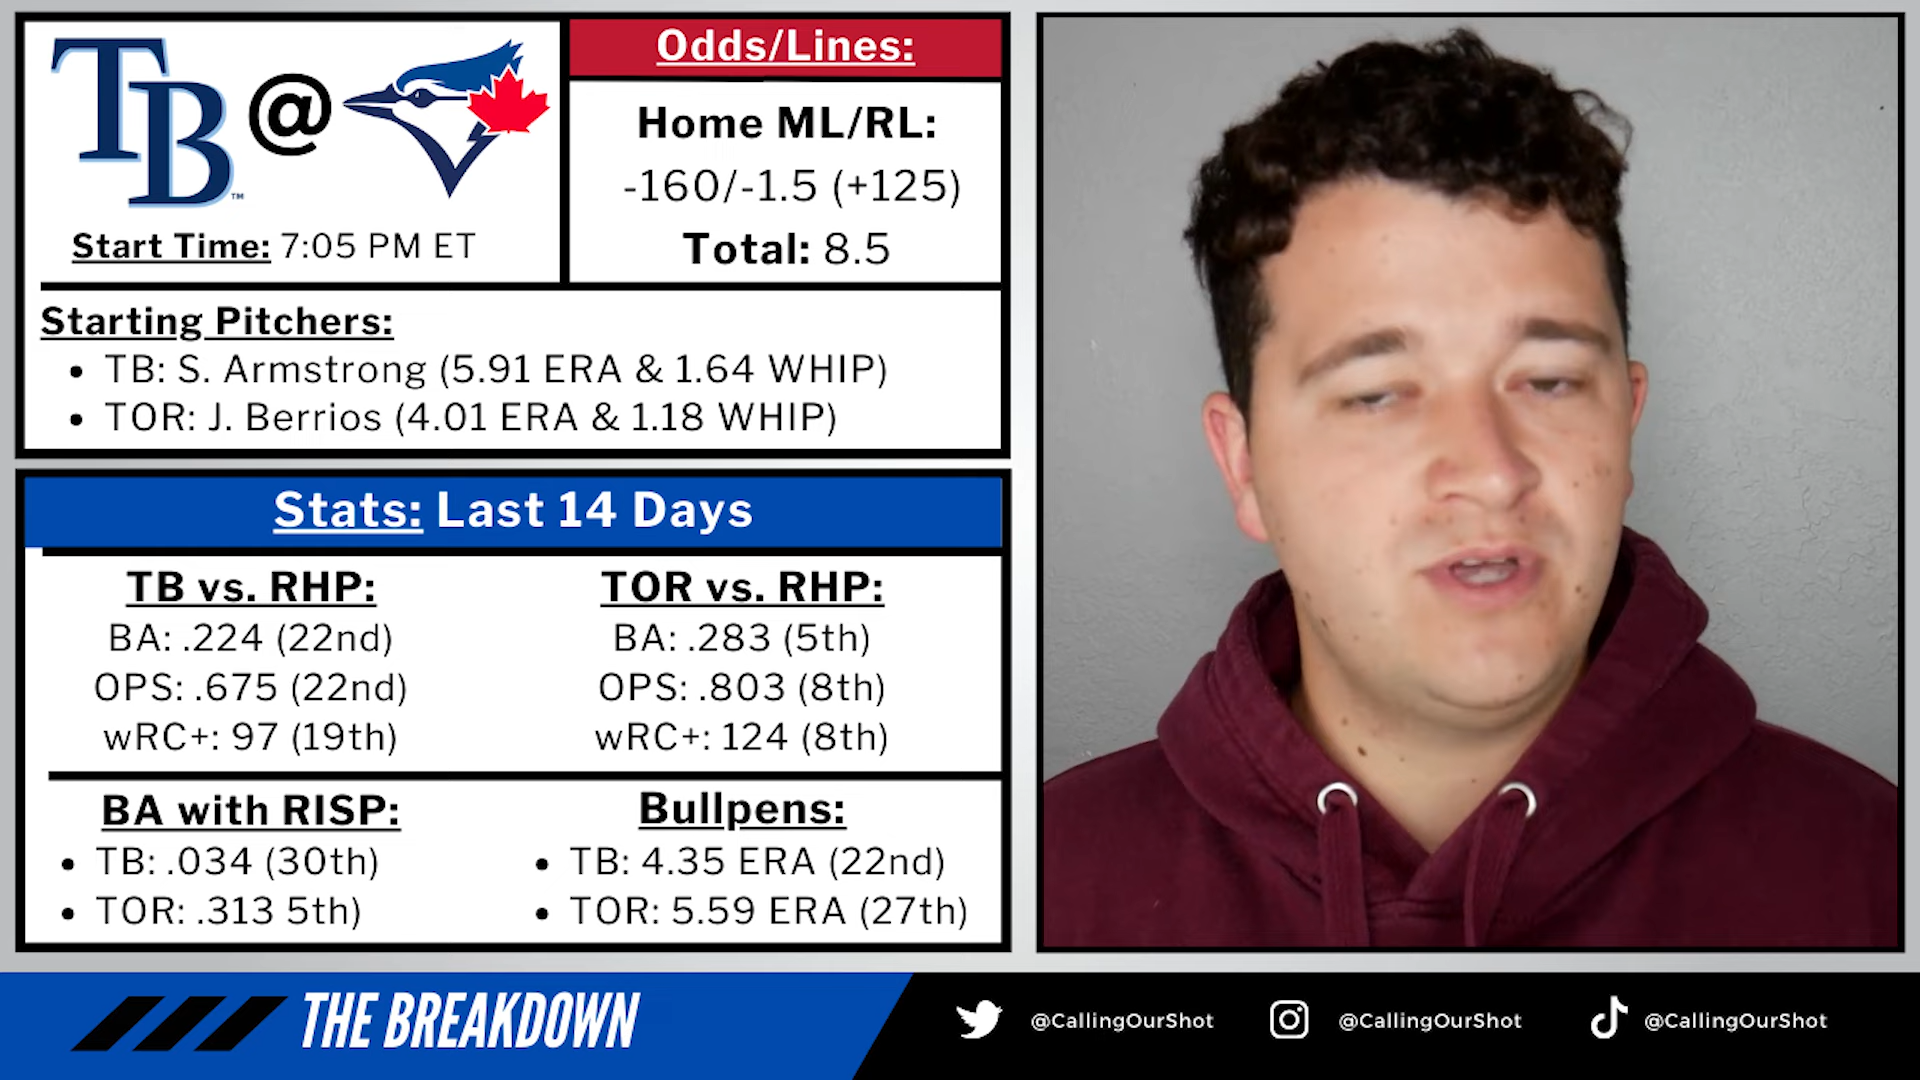 TB @
TM
Start Time: 7:05 PM ET
Odds/Lines:
Home ML/RL:
-160/-1.5 (+125)
Total: 8.5
Starting Pitchers:
• TB: S. Armstrong (5.91 ERA & 1.64 WHIP)
• TOR: J. Berrios (4.01 ERA & 1.18 WHIP)
Stats: Last 14 Days
TB vs. RHP:
BA: .224 (22nd)
OPS: .675 (22nd)
wRC+: 97 (19th)
TOR vs. RHP:
BA: .283 (5th)
OPS: .803 (8th)
wRC+: 124 (8th)
BA with RISP:
• TB: .034 (30th)
• TOR: .313 5th)
Bullpens:
• TB: 4.35 ERA (22nd)
• TOR: 5.59 ERA (27th)
THE BREAKDOWN
@CallingOurShot
@CallingOurShot
@CallingOurShot